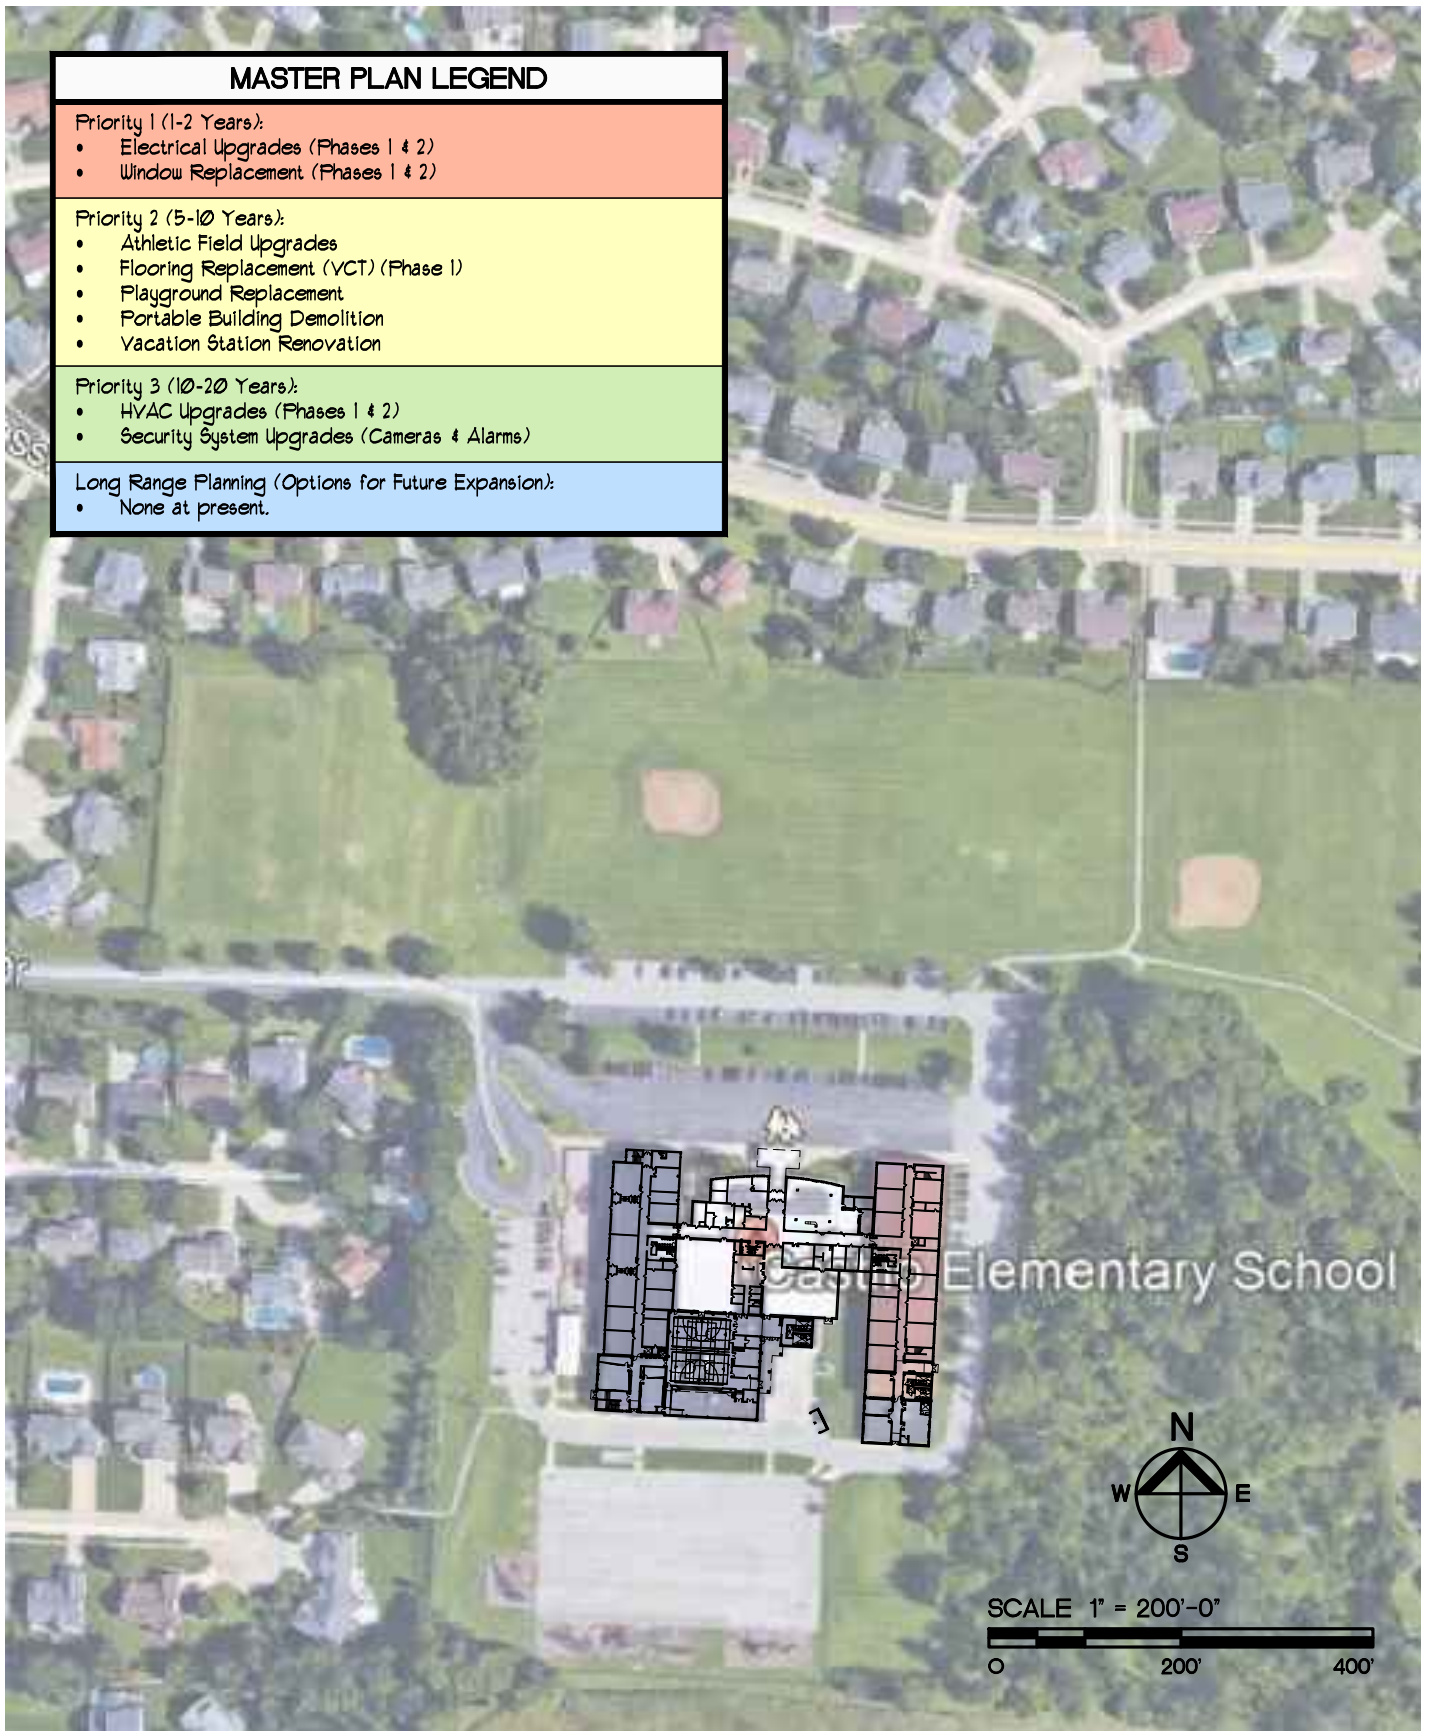 MASTER PLAN LEGEND
Priority 1 (1-2 Years):
• Electrical Upgrades (Phases 1 & 2)
• Window Replacement (Phases 1 & 2)
Priority 2 (5-10 Years):
• Athletic Field Upgrades
• Flooring Replacement (VCT) (Phase 1)
• Playground Replacement
• Portable Building Demolition
• Vacation Station Renovation
Priority 3 (10-20 Years):
• HVAC Upgrades (Phases 1 & 2)
• Security System Upgrades (Cameras & Alarms)
Long Range Planning (Options for Future Expansion):
• None at present.
Elementary School
N
W E
S
SCALE 1" = 200'-0"
0 200' 400'